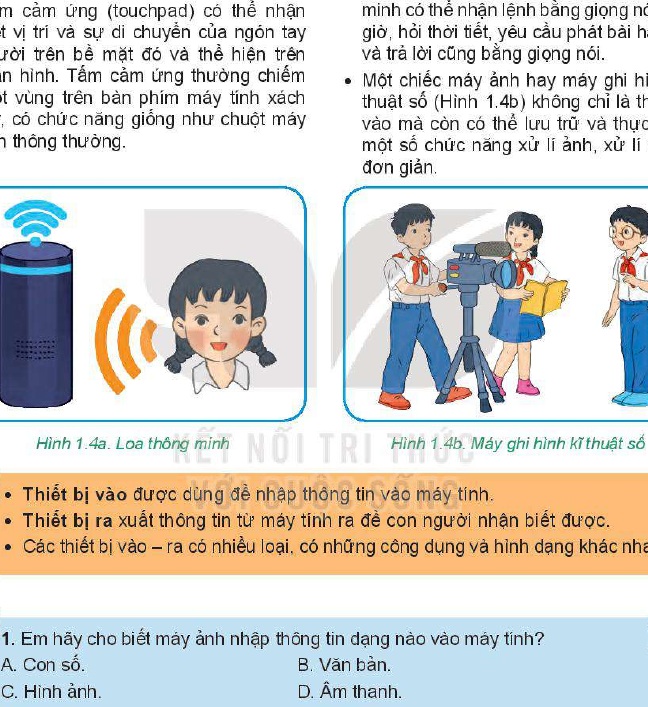 m cảm ứng (touchpad) có thể nhận
vị trí và sự di chuyển của ngón tay
trên bề mặt đó và thể hiện trên
hình. Tấm cảm ứng thường chiếm
vùng trên bàn phím máy tính xách
, có chức năng giống như chuột máy
thông thường.
minh có thể nhận lệnh bằng giọng
giờ, hỏi thời tiết, yêu cầu phát bài
và trả lời cũng bằng giọng nói.
• Một chiếc máy ảnh hay máy ghi
thuật số (Hình 1.4b) không chỉ là
vào mà còn có thể lưu trữ và
một số chức năng xử lí ảnh, xử lí
đơn giản.
Hình 1.4a. Loa thông minh
Hình 1.4b. Máy ghi hình kĩ thuật số
KẾT NỐI TRI THỨC
VỚI CUỘC SỐNG
• Thiết bị vào được dùng để nhập thông tin vào máy tính.
• Thiết bị ra xuất thông tin từ máy tính ra để con người nhận biết được.
• Các thiết bị vào – ra có nhiều loại, có những công dụng và hình dạng khác
1. Em hãy cho biết máy ảnh nhập thông tin dạng nào vào máy tính?
A. Con số.
B. Văn bản.
C. Hình ảnh.
D. Âm thanh.